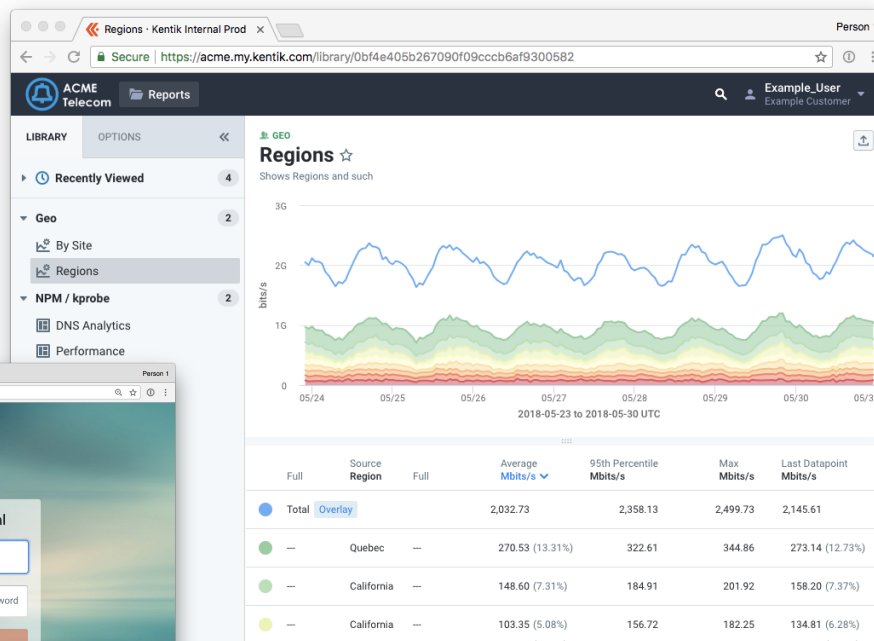 Regions · Kentik Internal Prod
Person
Secure https://acme.my.kentik.com/library/0bf4e405b267090f09cccb6af9300582
ACME
Telecom
Reports
Example_User
Example Customer
LIBRARY
OPTIONS
Recently Viewed 4
Geo 2
By Site
Regions
NPM / kprobe 2
DNS Analytics
Performance
GEO
Regions
Shows Regions and such
3G
2G
1G
0
bits/s
05/24 05/25 05/26 05/27 05/28 05/29 05/30 05/3
2018-05-23 to 2018-05-30 UTC
Full Source Region Full Average Mbits/s 95th Percentile Mbits/s Max Mbits/s Last Datapoint Mbits/s
Total Overlay 2,032.73 2,358.13 2,499.73 2,145.61
--- Quebec --- 270.53 (13.31%) 322.61 344.86 273.14 (12.73%)
--- California --- 148.60 (7.31%) 184.91 201.92 158.20 (7.37%)
--- California --- 103.35 (5.08%) 156.72 182.25 134.81 (6.28%)
Person 1